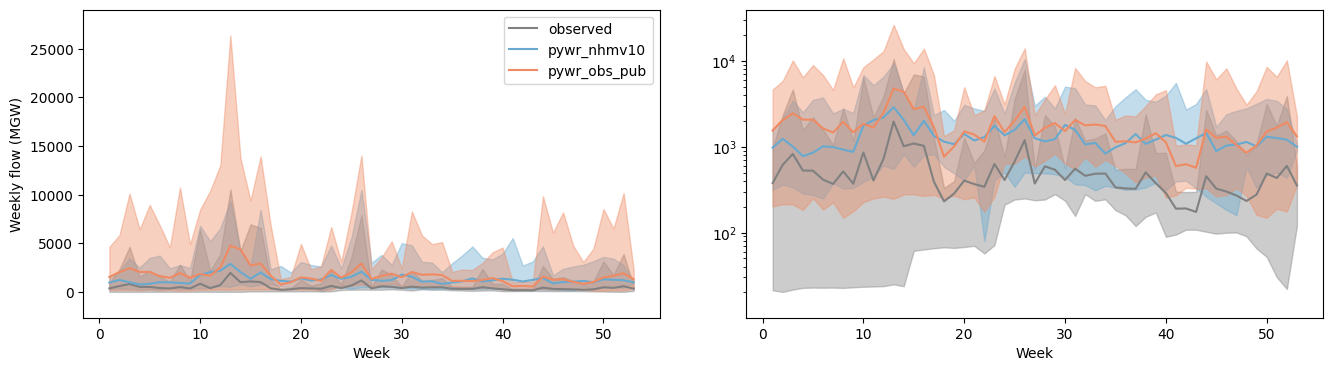 observed
pywr_nhmv10
pywr_obs_pub
Weekly flow (MGW)
25000
20000
15000
10000
5000
0
0 10 20 30 40 50
Week
10⁴
10³
10²
0 10 20 30 40 50
Week